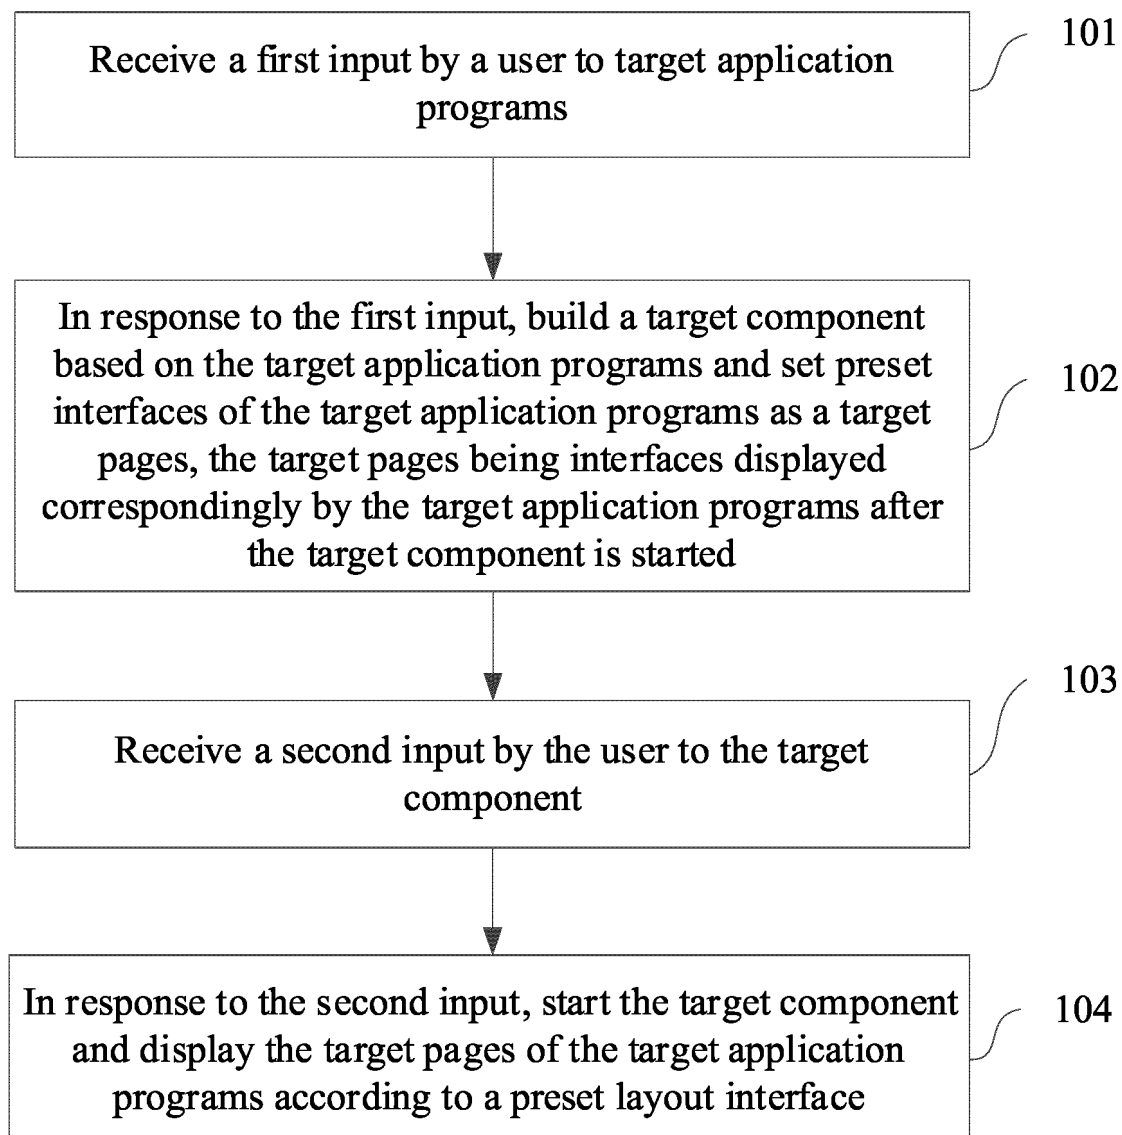 Receive a first input by a user to target application
programs
101
In response to the first input, build a target component
based on the target application programs and set preset
interfaces of the target application programs as a target
pages, the target pages being interfaces displayed
correspondingly by the target application programs after
the target component is started
102
Receive a second input by the user to the target
component
103
In response to the second input, start the target component
and display the target pages of the target application
programs according to a preset layout interface
104